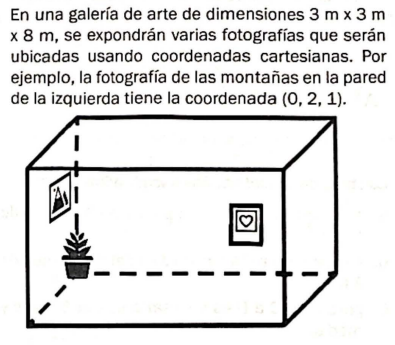 En una galería de arte de dimensiones 3 m x 3 m
x 8 m, se expondrán varias fotografías que serán
ubicadas usando coordenadas cartesianas. Por
ejemplo, la fotografía de las montañas en la pared
de la izquierda tiene la coordenada (0, 2, 1).